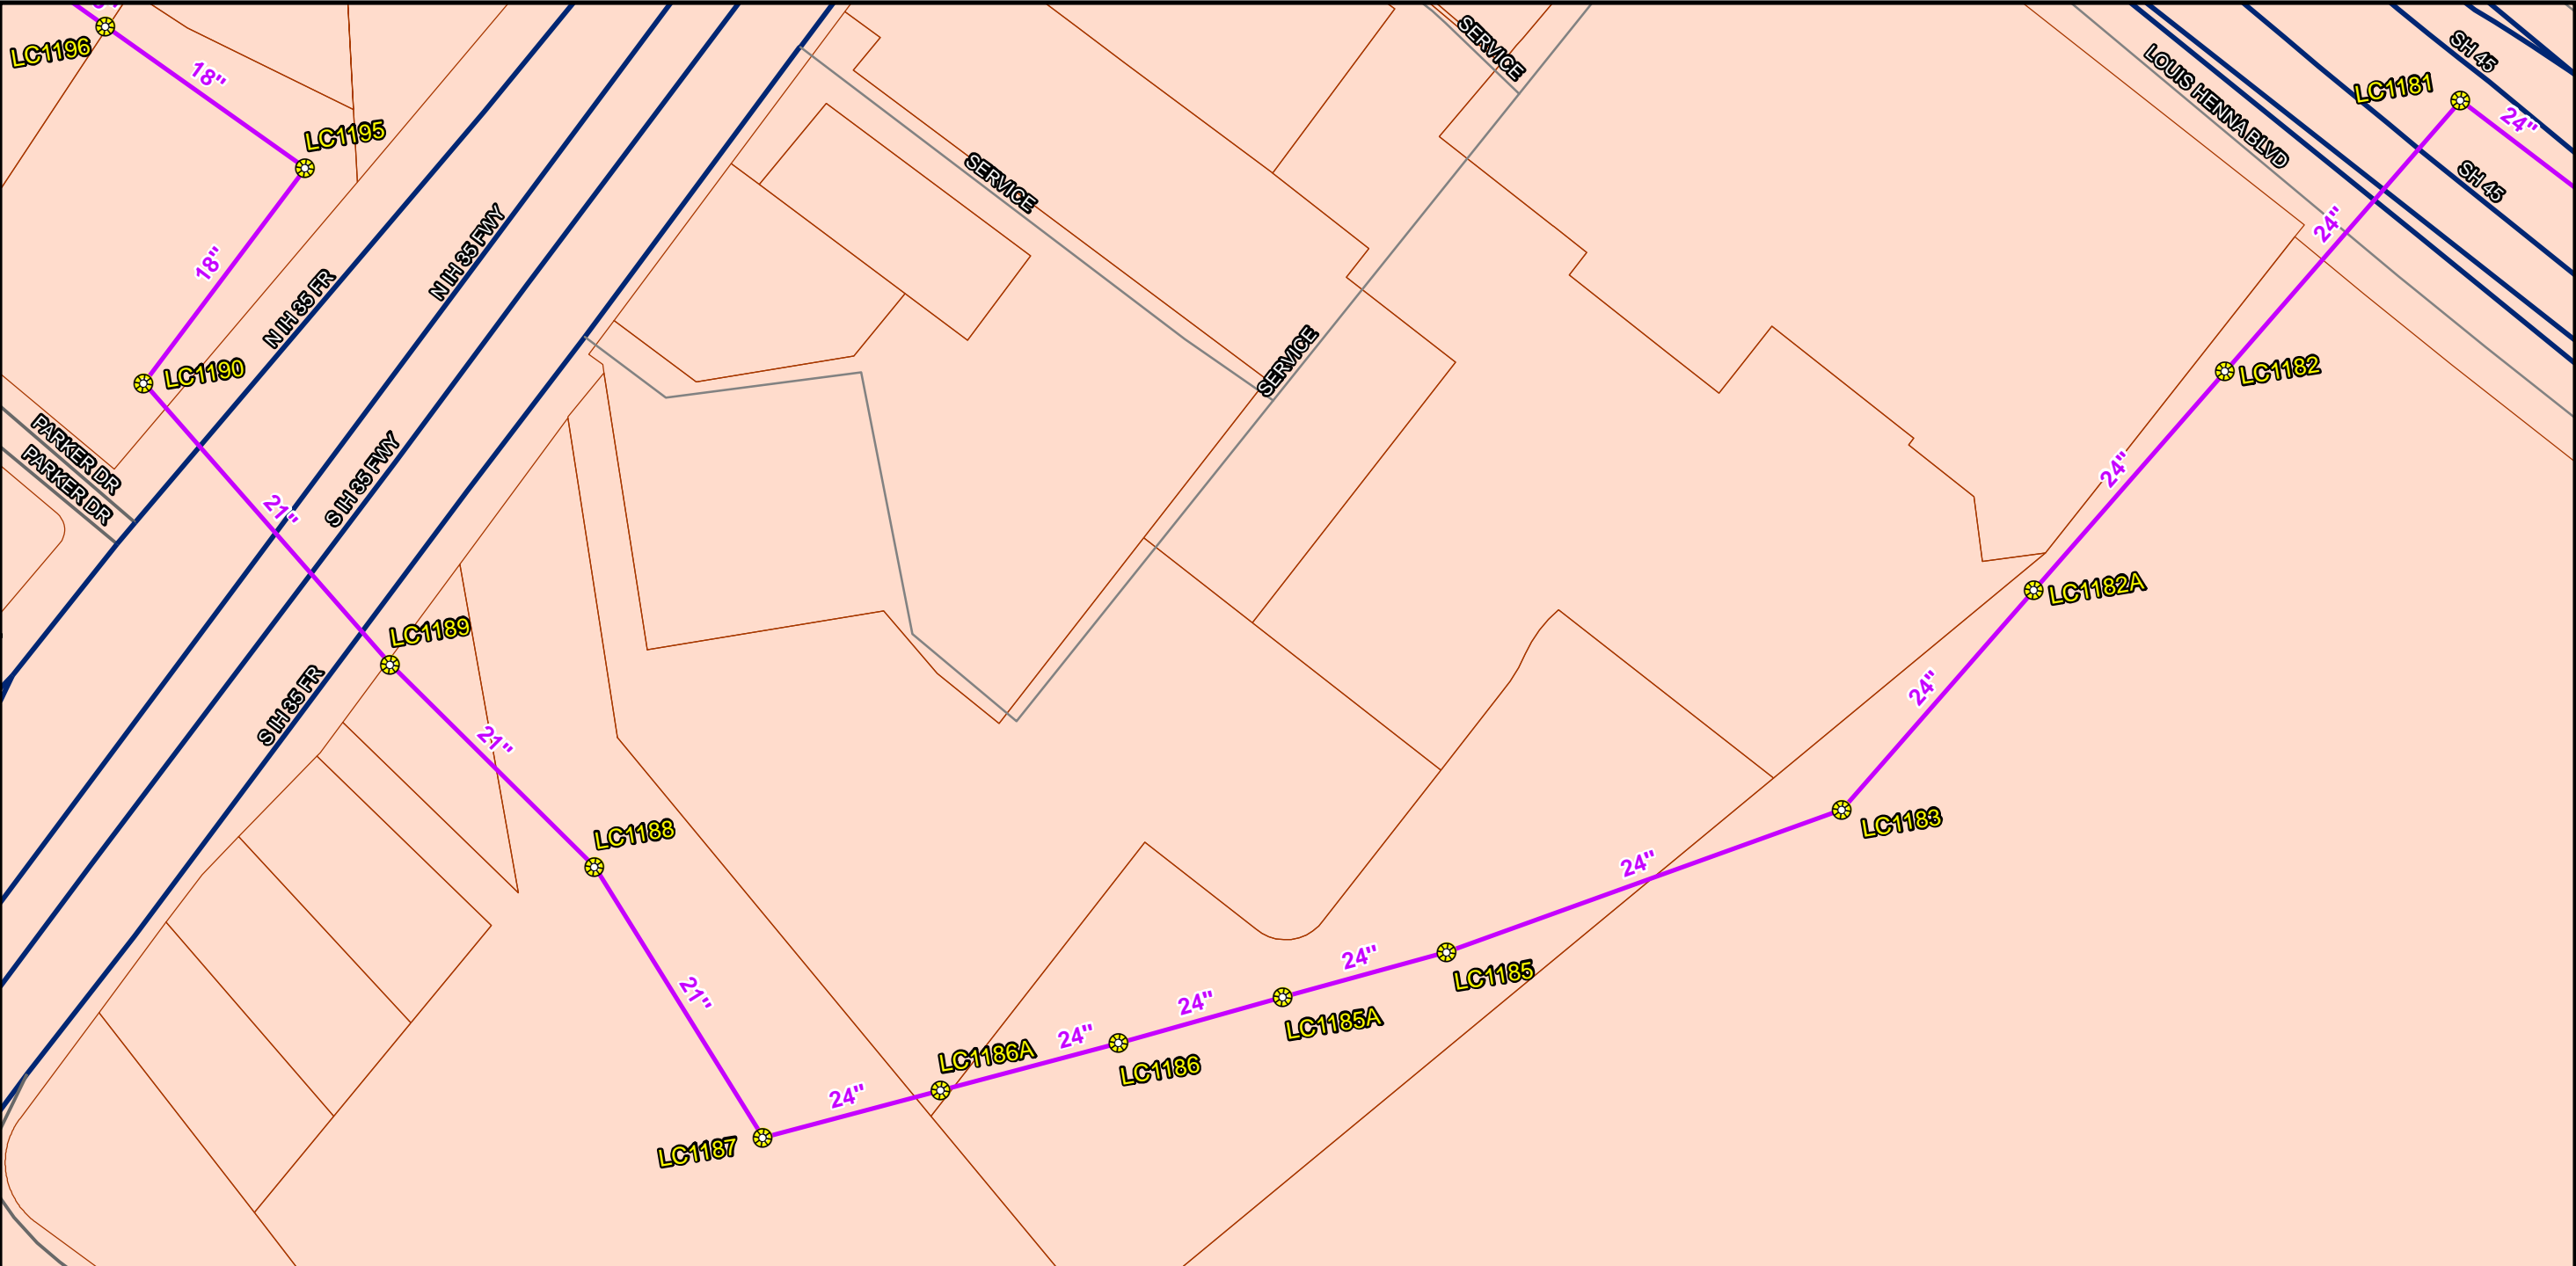 LC1196
18"
LC1195
18"
N IH 35 FR
N IH 35 FWY
LC1190
PARKER DR
PARKER DR
21"
S IH 35 FWY
LC1189
S IH 35 FR
21"
LC1188
21"
LC1187
24"
LC1186A
24"
LC1186
24"
LC1185A
24"
LC1185
24"
LC1183
24"
LC1182A
24"
LC1182
24"
LC1181
24"
SERVICE
SERVICE
SERVICE
LOUIS HENNA BLVD
SH 45
SH 45